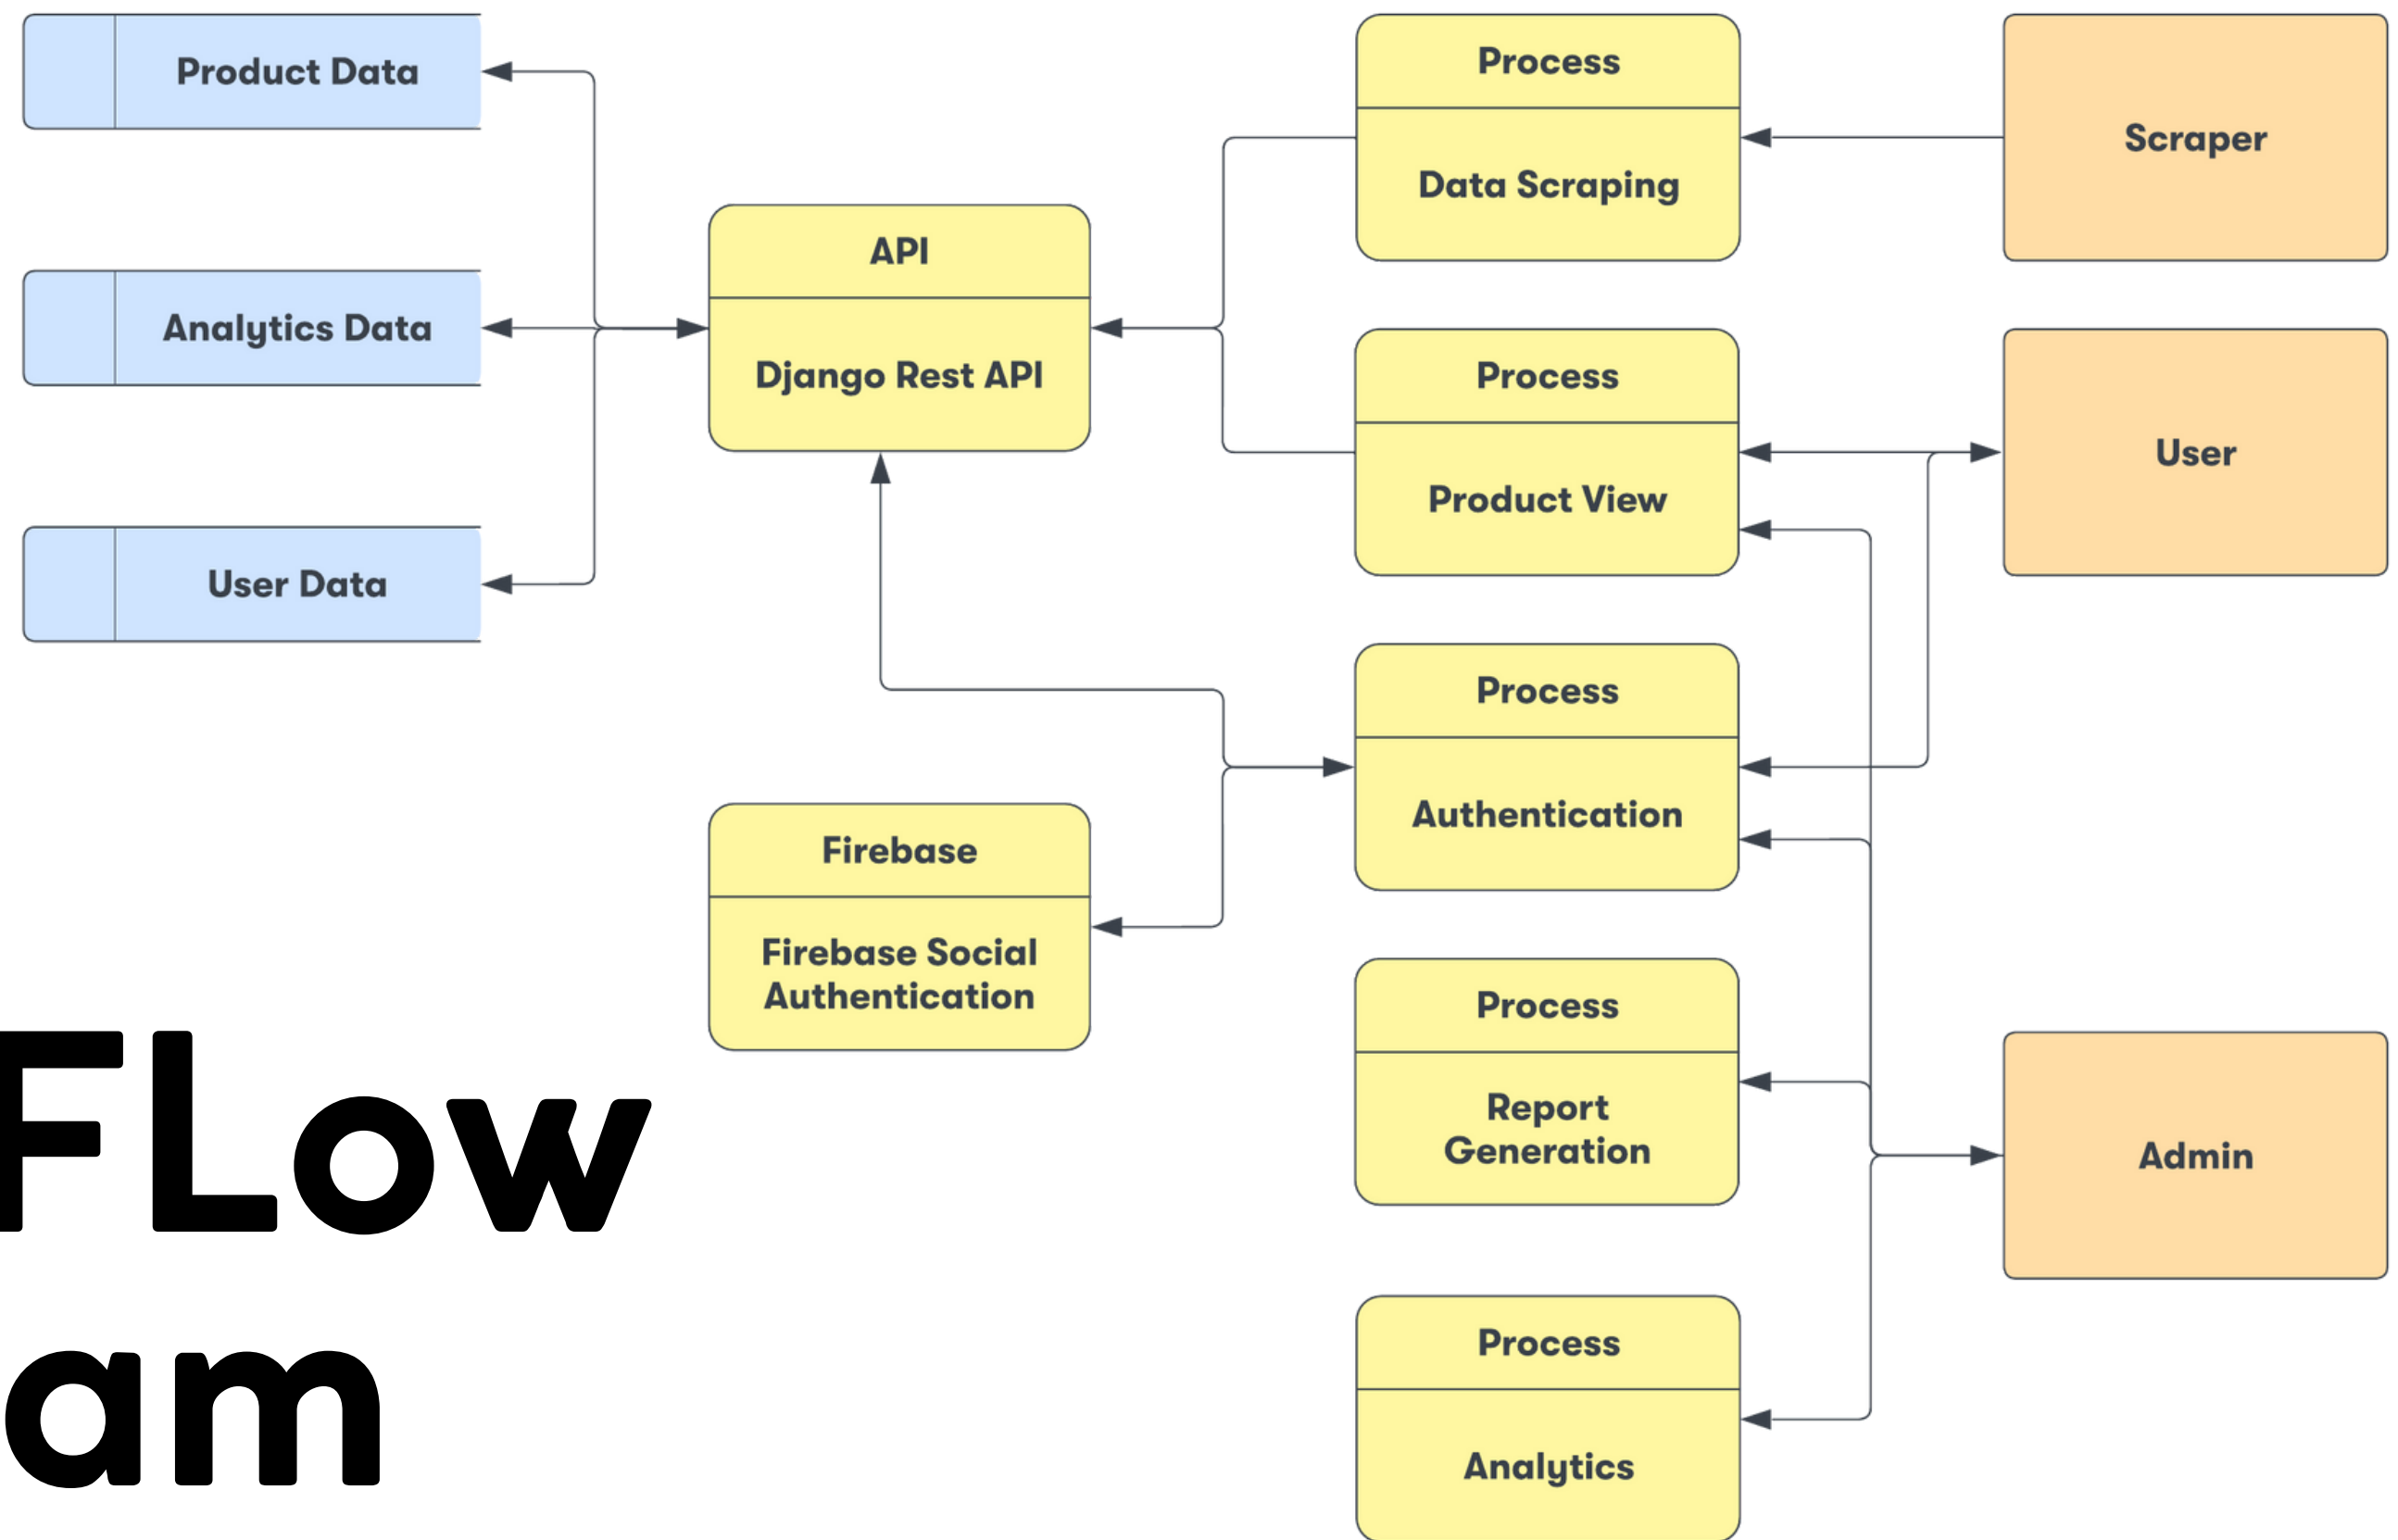 Product Data
Analytics Data
User Data
API
Django Rest API
Firebase
Firebase Social
Authentication
Process
Data Scraping
Process
Product View
Process
Authentication
Process
Report
Generation
Process
Analytics
Scraper
User
Admin
FLow
am